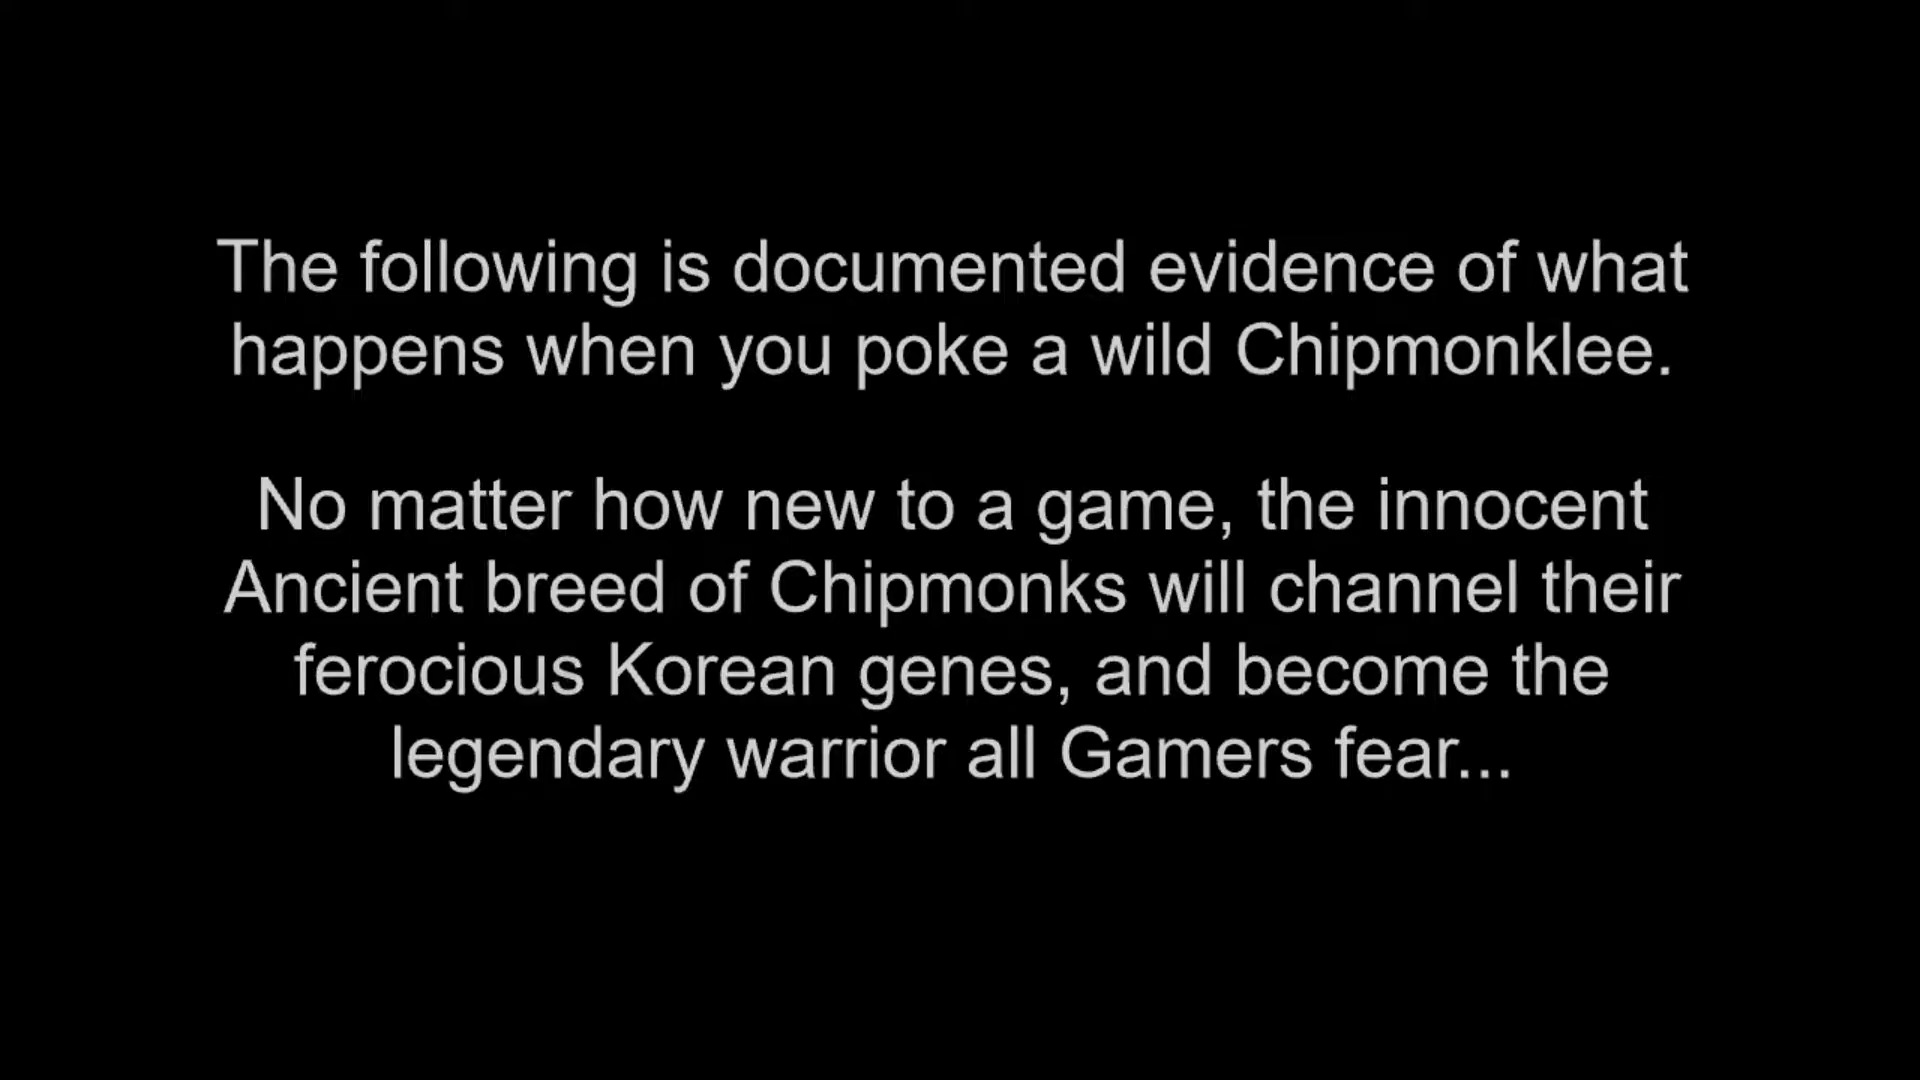 The following is documented evidence of what
happens when you poke a wild Chipmonklee.
No matter how new to a game, the innocent
Ancient breed of Chipmonks will channel their
ferocious Korean genes, and become the
legendary warrior all Gamers fear...